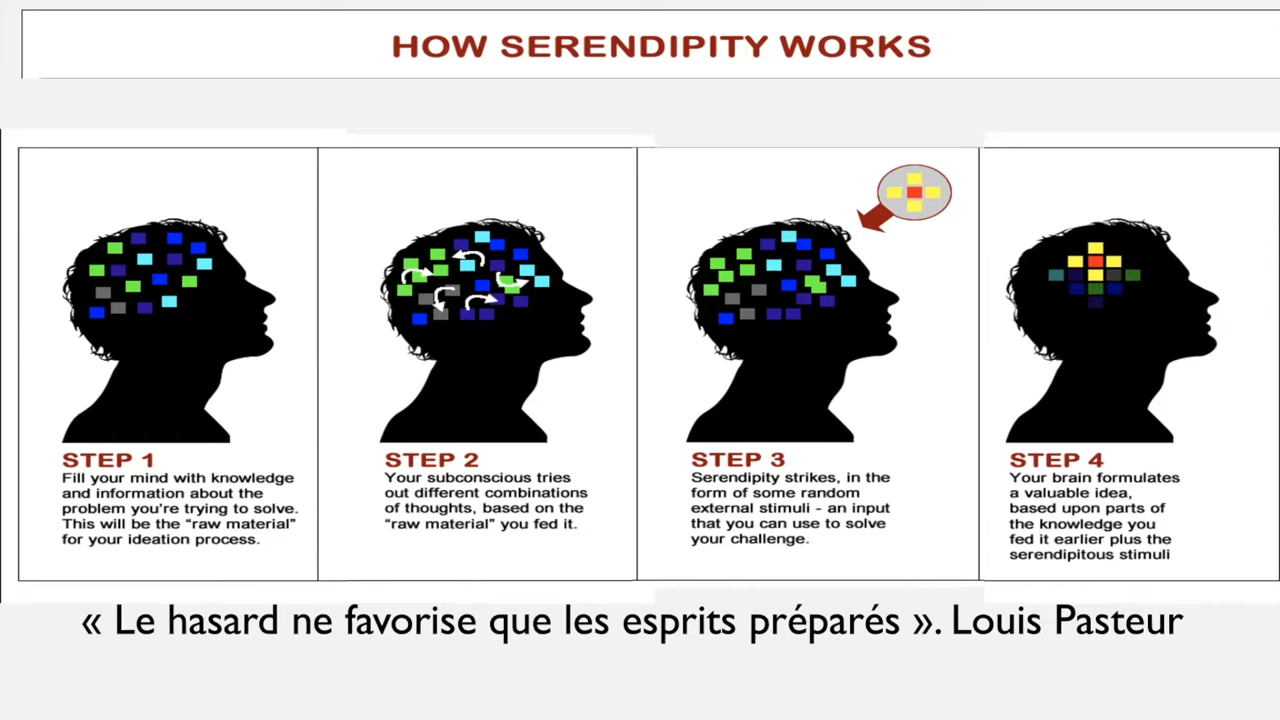 HOW SERENDIPITY WORKS
STEP 1
Fill your mind with knowledge
and information about the
problem you're trying to solve.
This will be the “raw material”
for your ideation process.
STEP 2
Your subconscious tries
out different combinations
of thoughts, based on the
“raw material” you fed it.
STEP 3
Serendipity strikes, in the
form of some random
external stimuli - an input
that you can use to solve
your challenge.
STEP 4
Your brain formulates
a valuable idea,
based upon parts of
the knowledge you
fed it earlier plus the
serendipitous stimuli
« Le hasard ne favorise que les esprits préparés ». Louis Pasteur